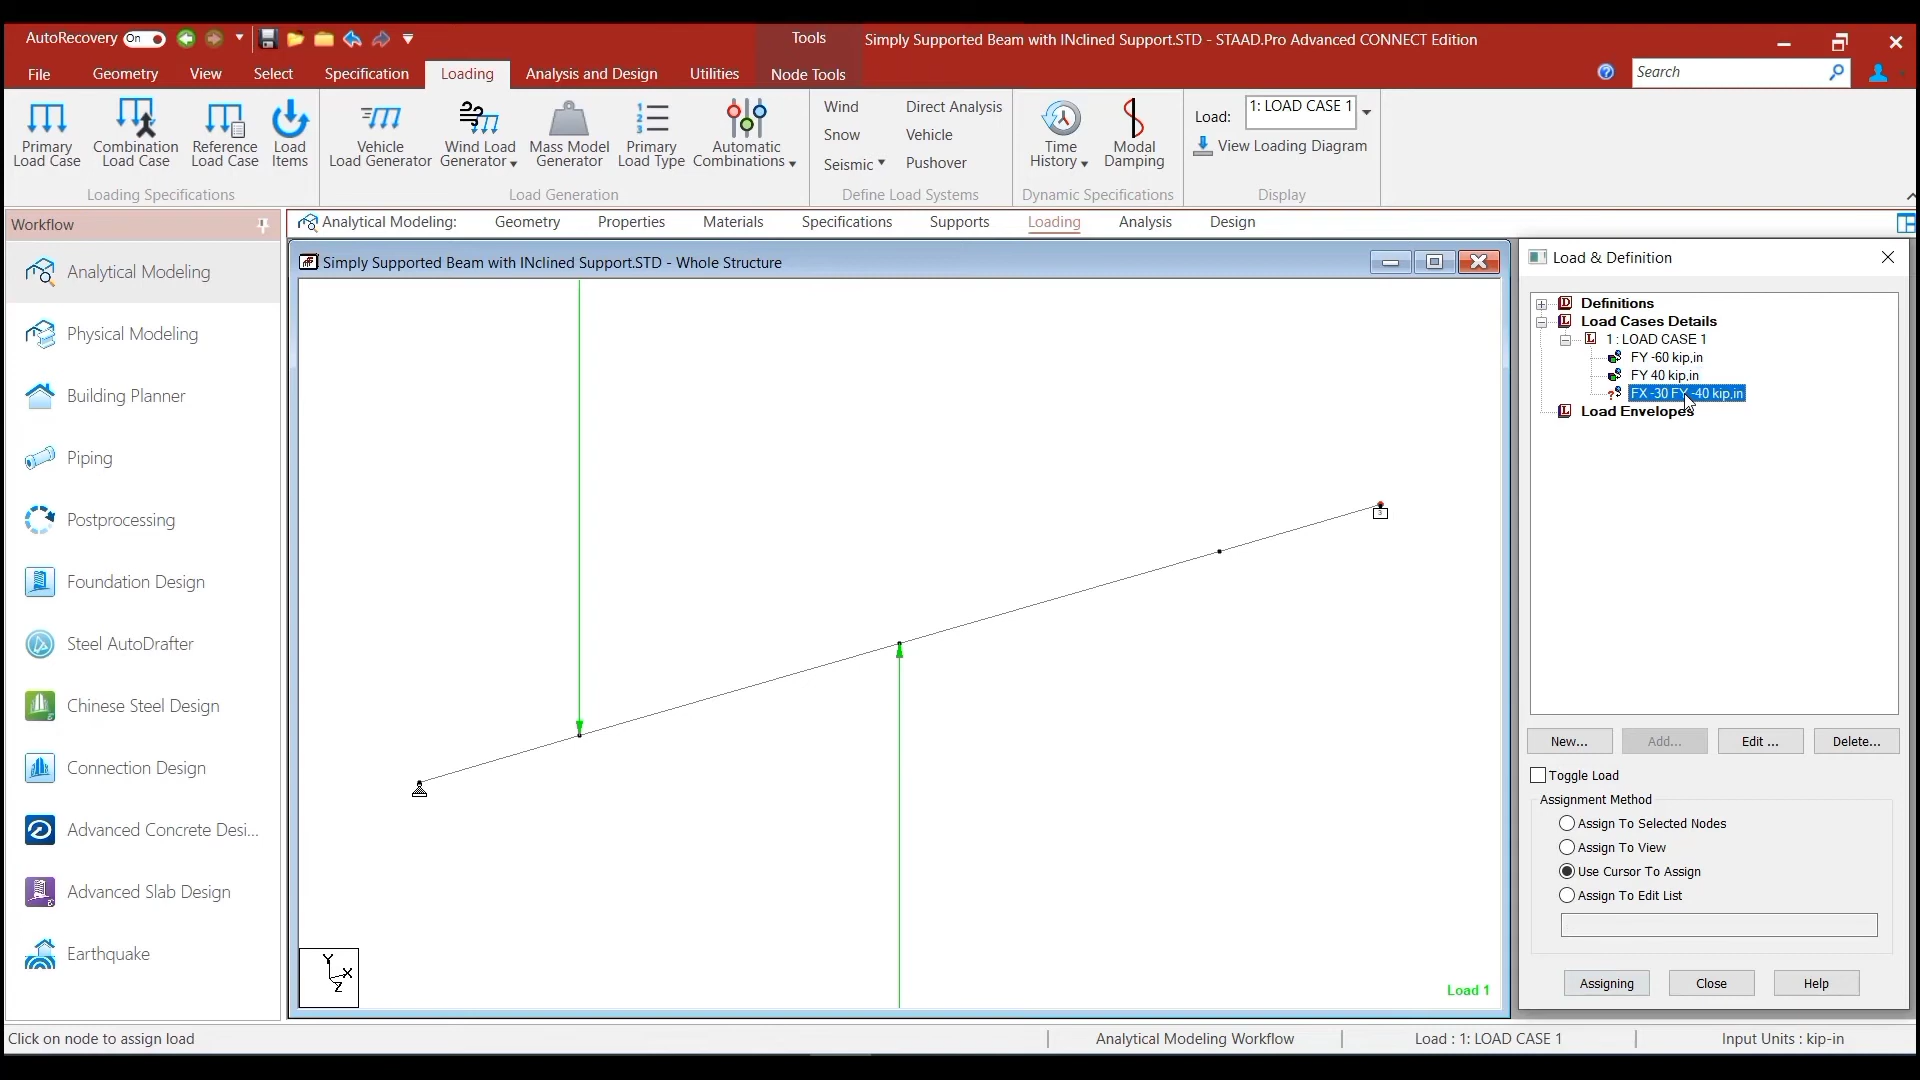 AutoRecovery On
Tools
Simply Supported Beam with INclined Support.STD - STAAD.Pro Advanced CONNECT Edition
File Geometry View Select Specification Loading Analysis and Design Utilities Node Tools
Search
Primary
Load Case
Combination
Load Case
Reference
Load Case
Load
Items
Loading Specifications
Vehicle
Load Generator
Wind Load
Generator
Mass Model
Generator
Primary
Load Type
Automatic
Combinations
Load Generation
Wind
Snow
Seismic
Direct Analysis
Vehicle
Pushover
Define Load Systems
Time
History
Modal
Damping
Dynamic Specifications
Load: 1: LOAD CASE 1
View Loading Diagram
Display
Workflow
Analytical Modeling
Physical Modeling
Building Planner
Piping
Postprocessing
Foundation Design
Steel AutoDrafter
Chinese Steel Design
Connection Design
Advanced Concrete Desi...
Advanced Slab Design
Earthquake
Analytical Modeling: Geometry Properties Materials Specifications Supports Loading Analysis Design
Simply Supported Beam with INclined Support.STD - Whole Structure
3
Y
X
Z
Load 1
Load & Definition
Definitions
Load Cases Details
1 : LOAD CASE 1
FY -60 kip,in
FY 40 kip,in
FX -30 FY -40 kip,in
Load Envelopes
New... Add... Edit ... Delete...
Toggle Load
Assignment Method
Assign To Selected Nodes
Assign To View
Use Cursor To Assign
Assign To Edit List
Assigning Close Help
Click on node to assign load
Analytical Modeling Workflow
Load : 1: LOAD CASE 1
Input Units : kip-in